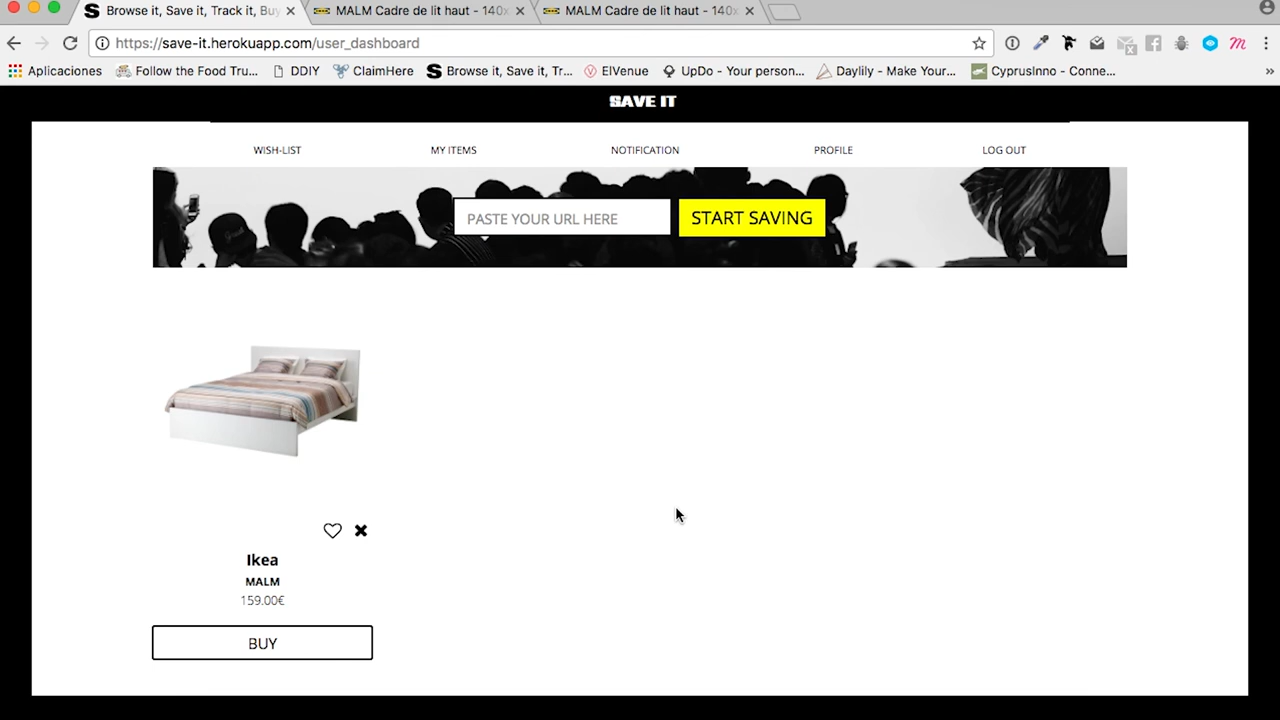 Browse it, Save it, Track it, Buy
MALM Cadre de lit haut - 140x
MALM Cadre de lit haut - 140x
https://save-it.herokuapp.com/user_dashboard
Aplicaciones
Follow the Food Tru...
DDIY
ClaimHere
Browse it, Save it, Tr...
ElVenue
UpDo - Your person...
Daylily - Make Your...
CyprusInno - Conne...
»
SAVE IT
WISH-LIST
MY ITEMS
NOTIFICATION
PROFILE
LOG OUT
PASTE YOUR URL HERE
START SAVING
Ikea
MALM
159.00€
BUY